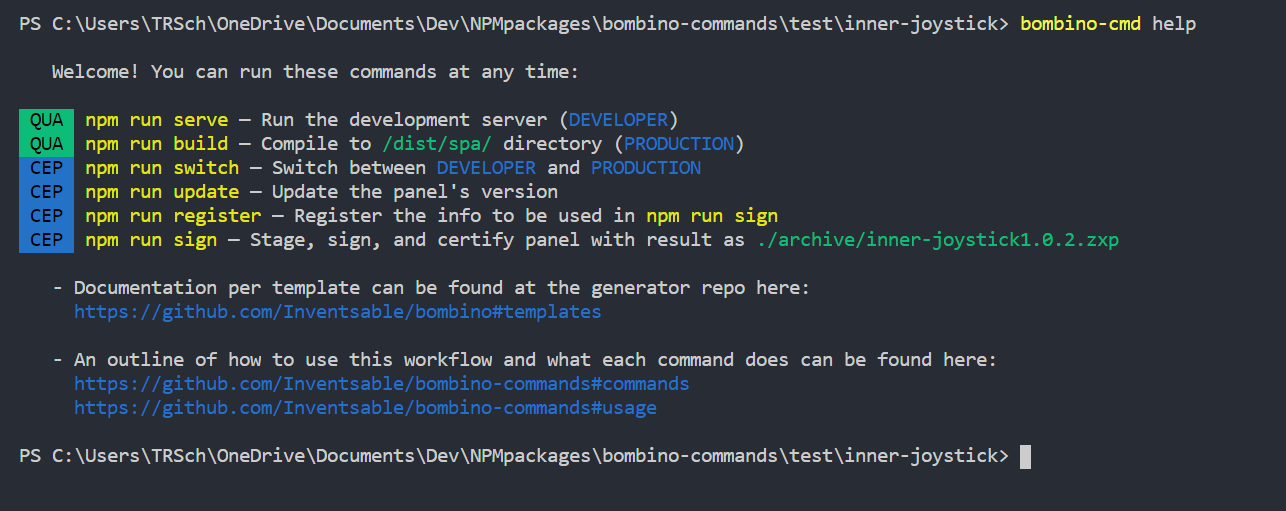 PS C:\Users\TRSch\OneDrive\Documents\Dev\NPMpackages\bombino-commands\test\inner-joystick> bombino-cmd help
Welcome! You can run these commands at any time:
QUA npm run serve — Run the development server (DEVELOPER)
QUA npm run build — Compile to /dist/spa/ directory (PRODUCTION)
CEP npm run switch — Switch between DEVELOPER and PRODUCTION
CEP npm run update — Update the panel's version
CEP npm run register — Register the info to be used in npm run sign
CEP npm run sign — Stage, sign, and certify panel with result as ./archive/inner-joystick1.0.2.zxp
- Documentation per template can be found at the generator repo here:
https://github.com/Inventsable/bombino#templates
- An outline of how to use this workflow and what each command does can be found here:
https://github.com/Inventsable/bombino-commands#commands
https://github.com/Inventsable/bombino-commands#usage
PS C:\Users\TRSch\OneDrive\Documents\Dev\NPMpackages\bombino-commands\test\inner-joystick>